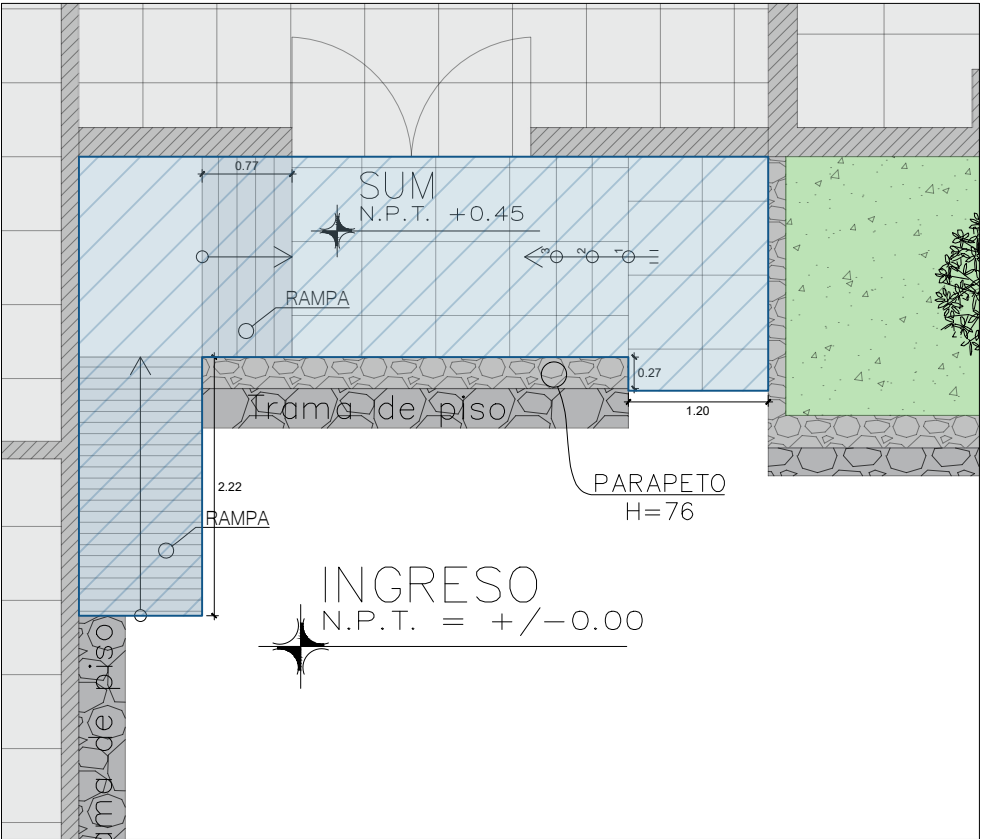 0.77
SUM
N.P.T. +0.45
3 2 1
RAMPA
0.27
Trama de piso
1.20
2.22
PARAPETO
H=76
RAMPA
INGRESO
N.P.T. = +/-0.00
ama de piso